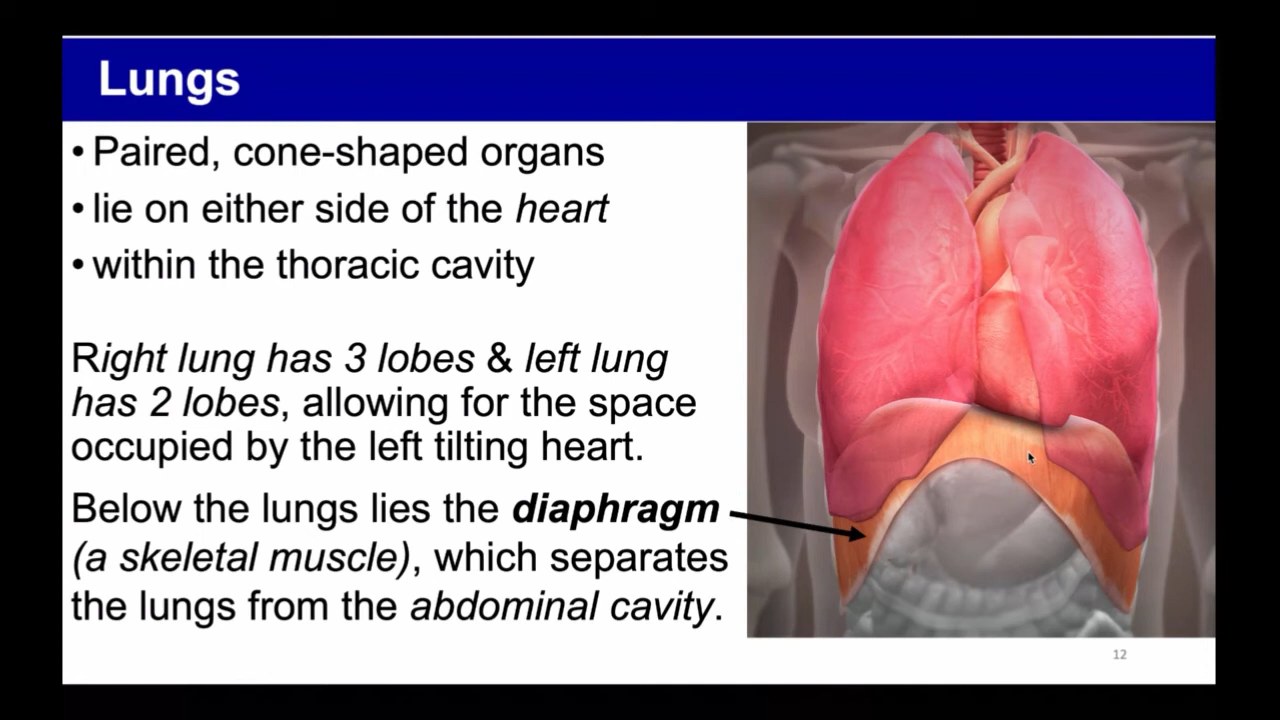 Lungs
• Paired, cone-shaped organs
• lie on either side of the heart
• within the thoracic cavity
Right lung has 3 lobes & left lung
has 2 lobes, allowing for the space
occupied by the left tilting heart.
Below the lungs lies the diaphragm
(a skeletal muscle), which separates
the lungs from the abdominal cavity.
12